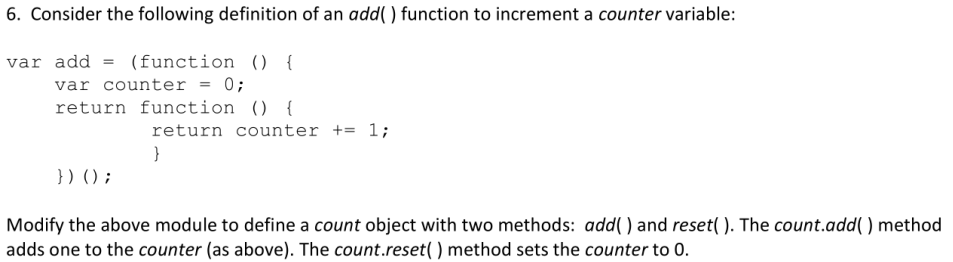 6. Consider the following definition of an add( ) function to increment a counter variable:
var add = (function () {
var counter = 0;
return function () {
return counter += 1;
}
}) ();
Modify the above module to define a count object with two methods: add( ) and reset( ). The count.add( ) method
adds one to the counter (as above). The count.reset( ) method sets the counter to 0.